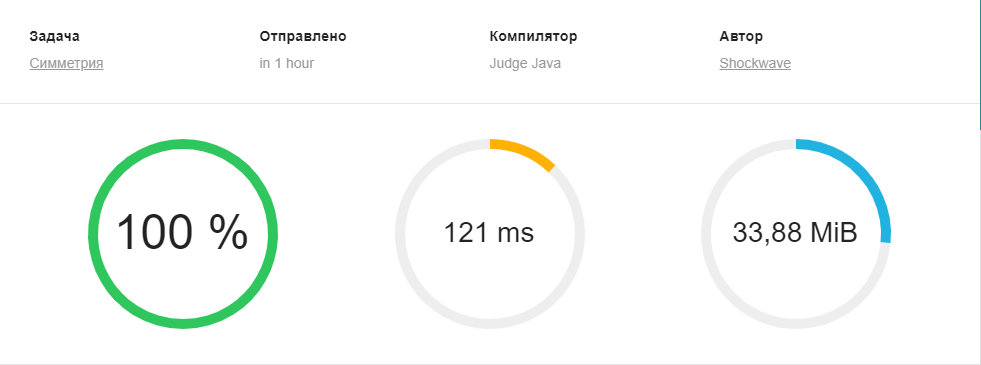 Задача
Отправлено
Компилятор
Автор
Симметрия
in 1 hour
Judge Java
Shockwave
100 %
121 ms
33,88 MiB